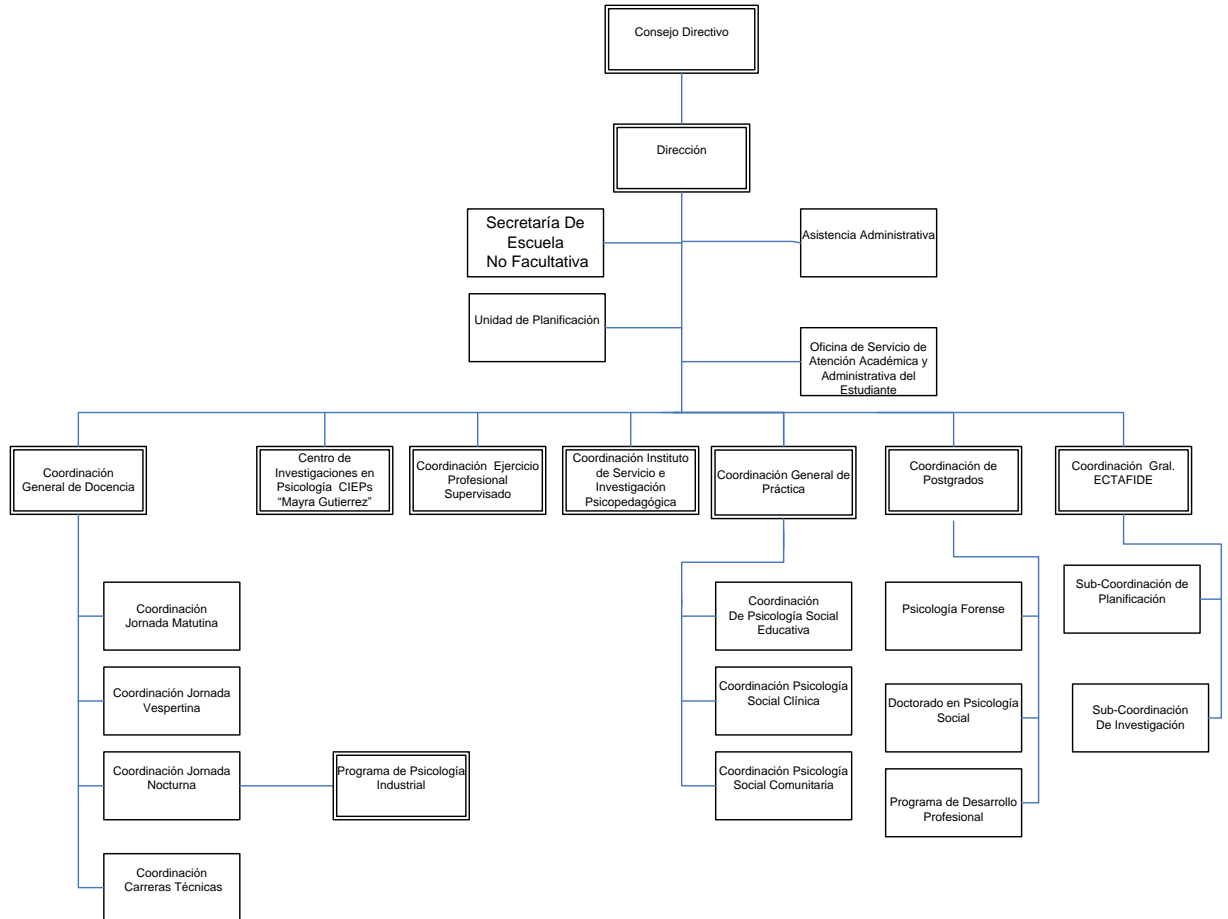 Consejo Directivo
Dirección
Secretaría De
Escuela
No Facultativa
Asistencia Administrativa
Unidad de Planificación
Oficina de Servicio de
Atención Académica y
Administrativa del
Estudiante
Coordinación
General de Docencia
Centro de
Investigaciones en
Psicología CIEPs
“Mayra Gutierrez”
Coordinación Ejercicio
Profesional
Supervisado
Coordinación Instituto
de Servicio e
Investigación
Psicopedagógica
Coordinación General de
Práctica
Coordinación de
Postgrados
Coordinación Gral.
ECTAFIDE
Coordinación
Jornada Matutina
Coordinación Jornada
Vespertina
Coordinación Jornada
Nocturna
Programa de Psicología
Industrial
Coordinación
Carreras Técnicas
Coordinación
De Psicología Social
Educativa
Coordinación Psicología
Social Clínica
Coordinación Psicología
Social Comunitaria
Psicología Forense
Doctorado en Psicología
Social
Programa de Desarrollo
Profesional
Sub-Coordinación de
Planificación
Sub-Coordinación
De Investigación